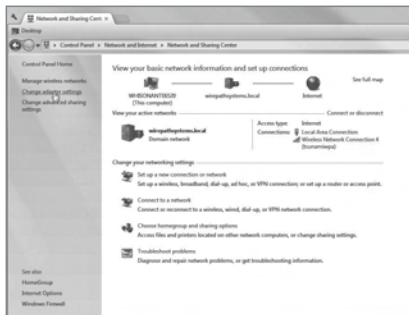 Network and Sharing Cent
Desktop
Control Panel ▸ Network and Internet ▸ Network and Sharing Center
Control Panel Home
Manage wireless networks
Change adapter settings
Change advanced sharing
settings
View your basic network information and set up connections
See full map
wirepathsystems.local
Internet
(This computer)
View your active networks
Connect or disconnect
wirepathsystems.local
Domain network
Access type: Internet
Connections: Local Area Connection
Wireless Network Connection 4
(tsunamiwpa)
Change your networking settings
Set up a new connection or network
Set up a wireless, broadband, dial-up, ad hoc, or VPN connection; or set up a router or access point.
Connect to a network
Connect or reconnect to a wireless, wired, dial-up, or VPN network connection.
Choose homegroup and sharing options
Access files and printers located on other network computers, or change sharing settings.
Troubleshoot problems
Diagnose and repair network problems, or get troubleshooting information.
See also
HomeGroup
Internet Options
Windows Firewall